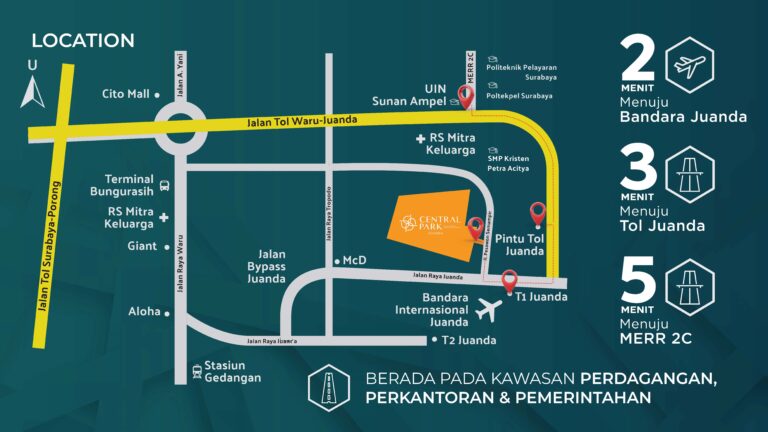 LOCATION
U
Cito Mall
Jalan A. Yani
MERR 2C
Politeknik Pelayaran
Surabaya
Poltekpel Surabaya
UIN
Sunan Ampel
Jalan Tol Waru-Juanda
RS Mitra
Keluarga
SMP Kristen
Petra Acitya
Terminal
Bungurasih
RS Mitra
Keluarga
Giant
Aloha
Jalan Tol Surabaya-Porong
Jalan Raya Waru
Jalan Raya Tropodo
CENTRAL
PARK
Pintu Tol
Juanda
Jalan
Bypass
Juanda
McD
Jalan Raya Juanda
T1 Juanda
Bandara
Internasional
Juanda
T2 Juanda
Stasiun
Gedangan
2
MENIT
Menuju
Bandara Juanda
3
MENIT
Menuju
Tol Juanda
5
MENIT
Menuju
MERR 2C
BERADA PADA KAWASAN PERDAGANGAN,
PERKANTORAN & PEMERINTAHAN